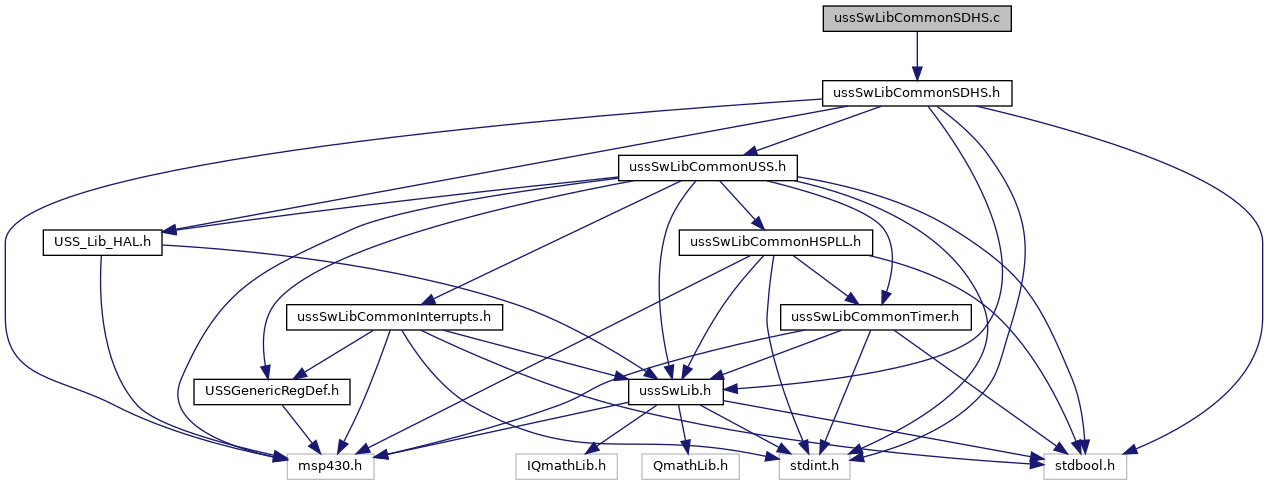 ussSwLibCommonSDHS.c
ussSwLibCommonSDHS.h
ussSwLibCommonUSS.h
USS_Lib_HAL.h
ussSwLibCommonHSPLL.h
ussSwLibCommonInterrupts.h
ussSwLibCommonTimer.h
USSGenericRegDef.h
ussSwLib.h
msp430.h
IQmathLib.h
QmathLib.h
stdint.h
stdbool.h